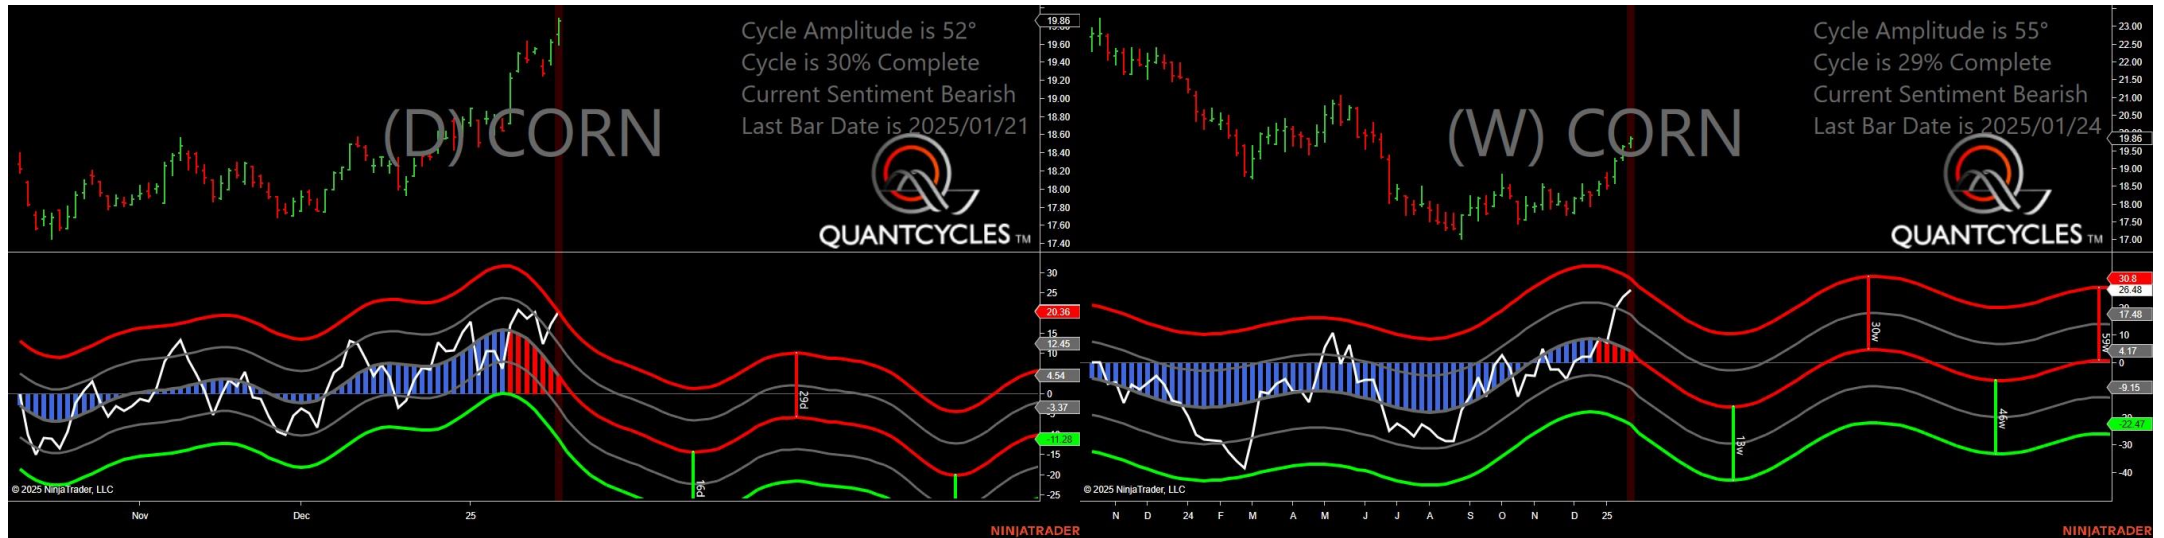 Cycle Amplitude is 52°
Cycle is 30% Complete
Current Sentiment Bearish
Last Bar Date is 2025/01/21
(D) CORN
QUANTCYCLES TM
19.86
19.60
19.40
19.20
19.00
18.80
18.60
18.40
18.20
18.00
17.80
17.60
17.40
30
25
20.36
15
12.45
10
4.54
0
-3.37
-5
-11.28
-15
-20
-25
29d
16d
© 2025 NinjaTrader, LLC
Nov
Dec
25
NINJATRADER
Cycle Amplitude is 55°
Cycle is 29% Complete
Current Sentiment Bearish
Last Bar Date is 2025/01/24
(W) CORN
QUANTCYCLES TM
23.00
22.50
22.00
21.50
21.00
20.50
19.86
19.50
19.00
18.50
18.00
17.50
17.00
30.8
26.48
17.48
10
4.17
0
-9.15
-22.47
-30
-40
30w
59w
13w
46w
© 2025 NinjaTrader, LLC
N D 24 F M A M J J A S O N D 25
NINJATRADER